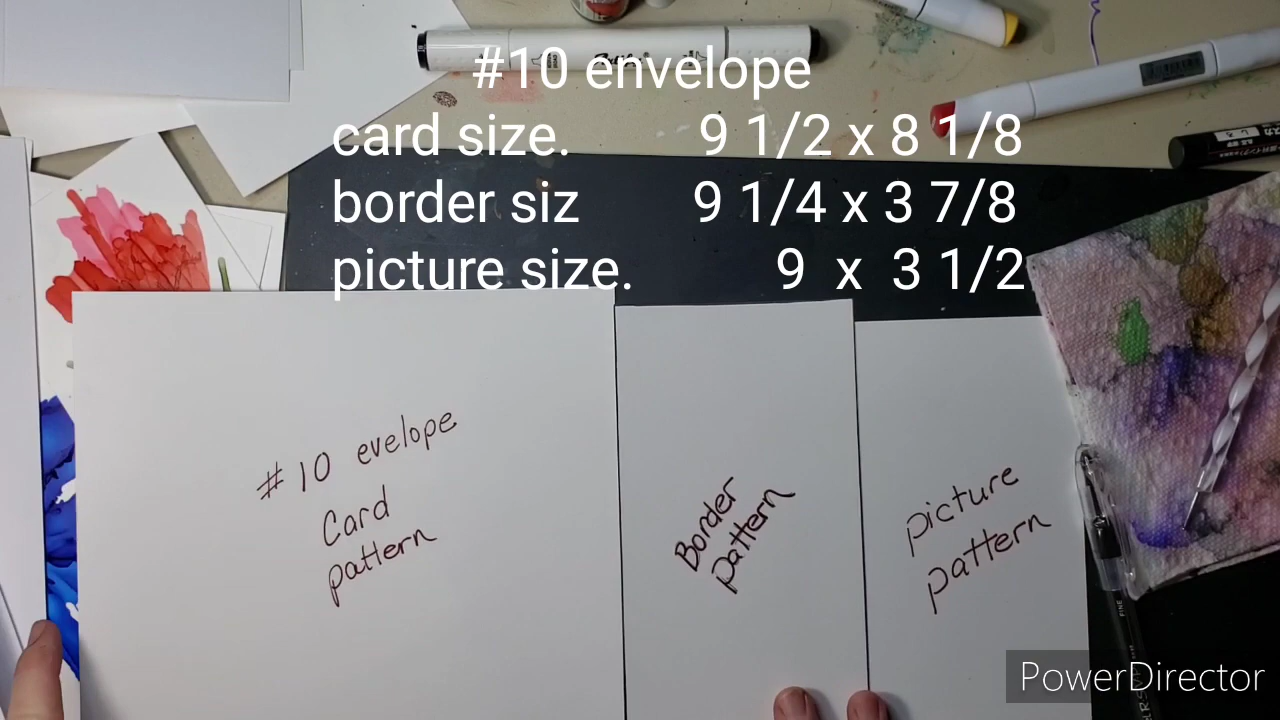 #10 envelope
card size. 9 1/2 x 8 1/8
border siz 9 1/4 x 3 7/8
picture size. 9 x 3 1/2
# 10 evelope
Card
pattern
Border
pattern
picture
pattern
FINE
PowerDirector